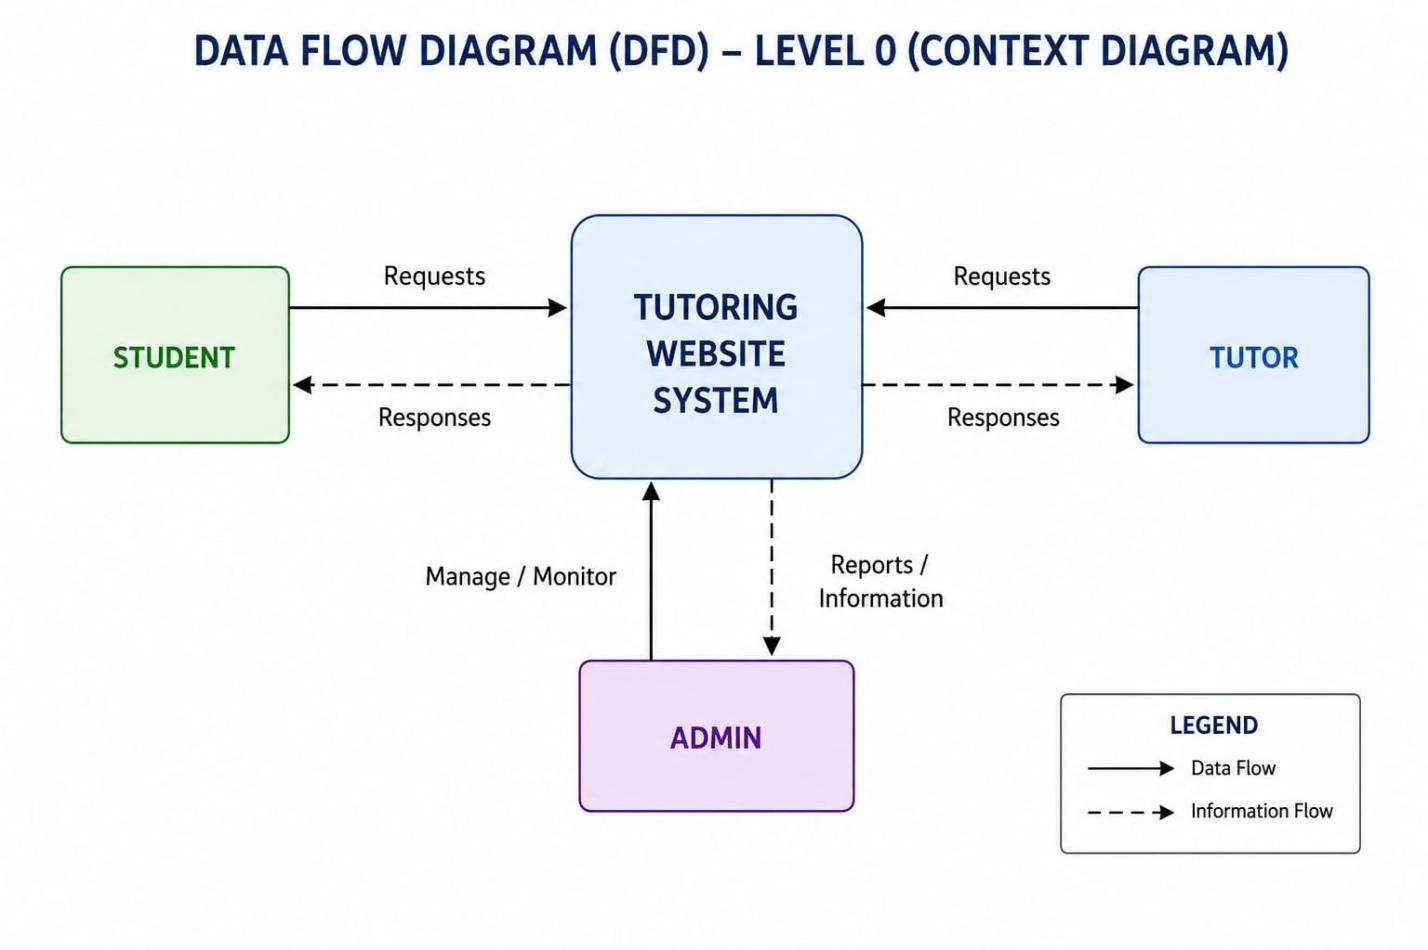 DATA FLOW DIAGRAM (DFD) – LEVEL 0 (CONTEXT DIAGRAM)
Requests
Requests
STUDENT
TUTORING
WEBSITE
SYSTEM
TUTOR
Responses
Responses
Manage / Monitor
Reports /
Information
ADMIN
LEGEND
Data Flow
Information Flow